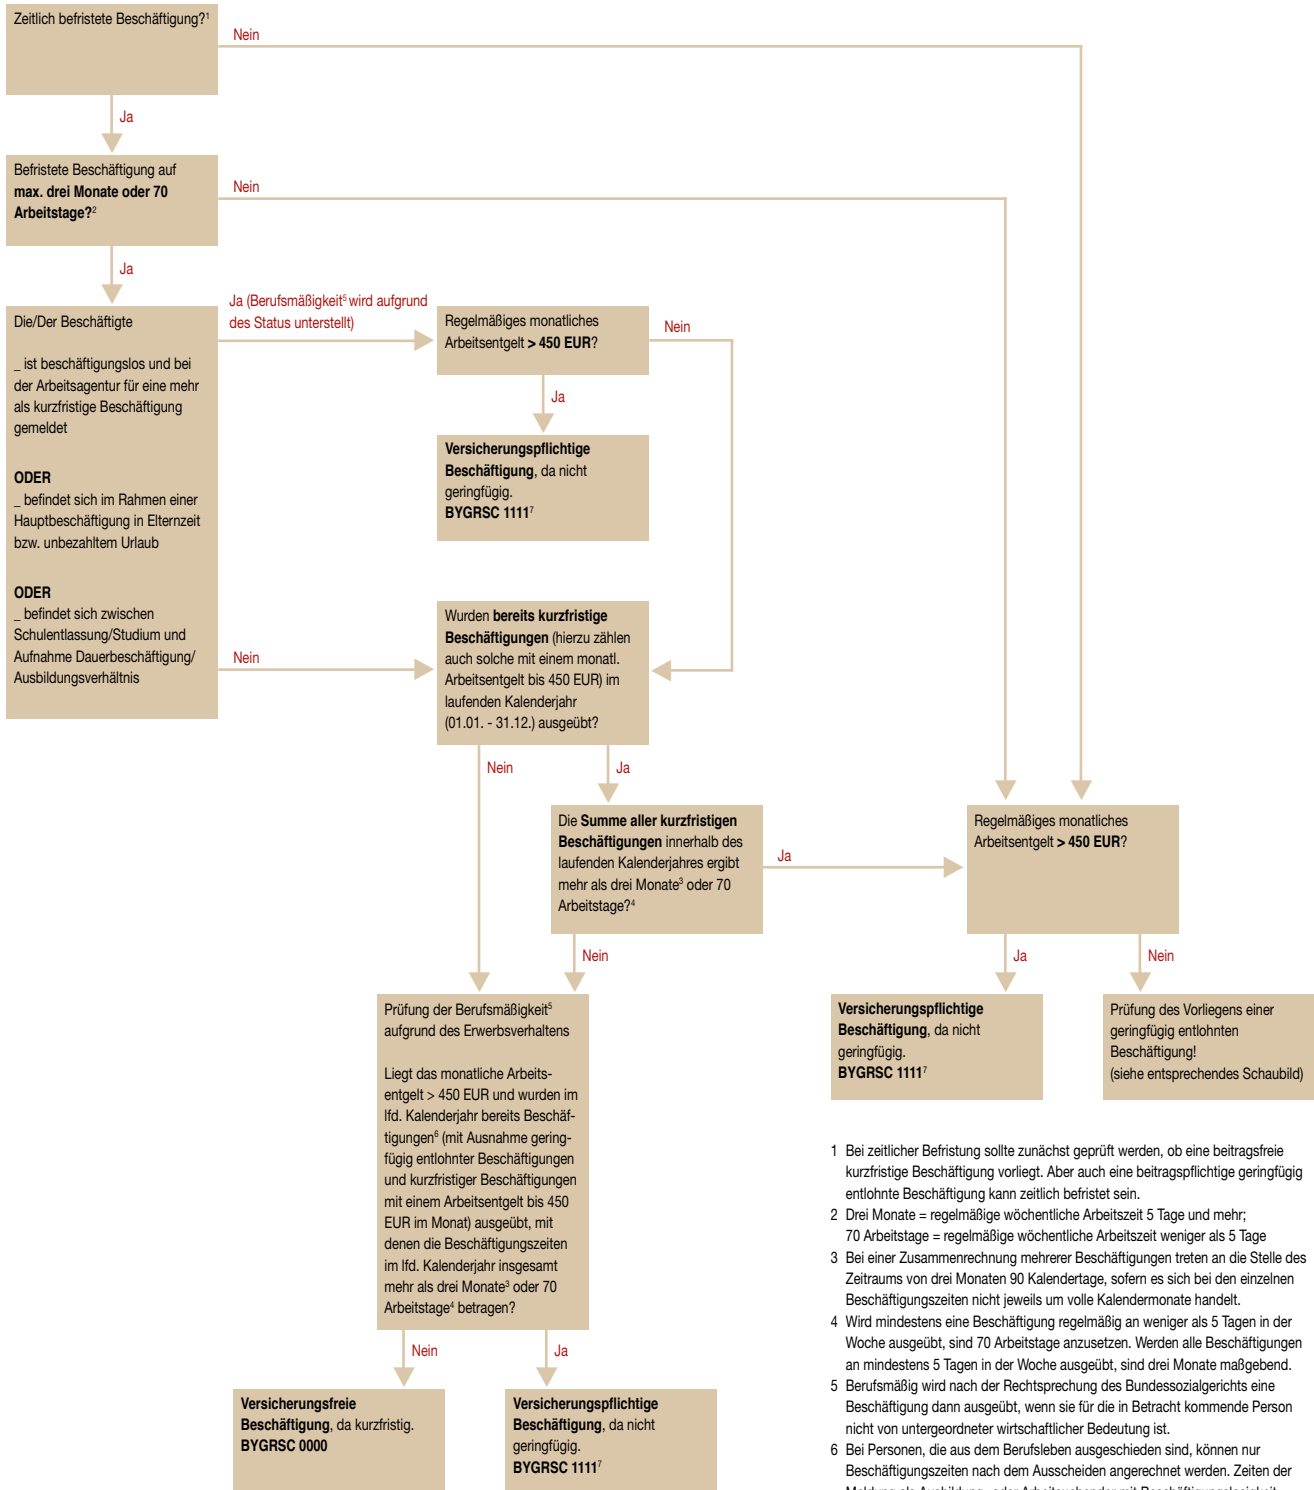 Zeitlich befristete Beschäftigung?¹
Nein
Ja
Befristete Beschäftigung auf
max. drei Monate oder 70
Arbeitstage?²
Nein
Ja
Die/Der Beschäftigte
_ ist beschäftigungslos und bei
der Arbeitsagentur für eine mehr
als kurzfristige Beschäftigung
gemeldet
ODER
_ befindet sich im Rahmen einer
Hauptbeschäftigung in Elternzeit
bzw. unbezahltem Urlaub
ODER
_ befindet sich zwischen
Schulentlassung/Studium und
Aufnahme Dauerbeschäftigung/
Ausbildungsverhältnis
Ja (Berufsmäßigkeit⁵ wird aufgrund
des Status unterstellt)
Regelmäßiges monatliches
Arbeitsentgelt > 450 EUR?
Nein
Ja
Versicherungspflichtige
Beschäftigung, da nicht
geringfügig.
BYGRSC 1111⁷
Nein
Wurden bereits kurzfristige
Beschäftigungen (hierzu zählen
auch solche mit einem monatl.
Arbeitsentgelt bis 450 EUR) im
laufenden Kalenderjahr
(01.01. - 31.12.) ausgeübt?
Nein
Ja
Die Summe aller kurzfristigen
Beschäftigungen innerhalb des
laufenden Kalenderjahres ergibt
mehr als drei Monate³ oder 70
Arbeitstage?⁴
Ja
Nein
Regelmäßiges monatliches
Arbeitsentgelt > 450 EUR?
Ja
Nein
Versicherungspflichtige
Beschäftigung, da nicht
geringfügig.
BYGRSC 1111⁷
Prüfung des Vorliegens einer
geringfügig entlohnten
Beschäftigung!
(siehe entsprechendes Schaubild)
Prüfung der Berufsmäßigkeit⁵
aufgrund des Erwerbsverhaltens
Liegt das monatliche Arbeits-
entgelt > 450 EUR und wurden im
lfd. Kalenderjahr bereits Beschäf-
tigungen⁶ (mit Ausnahme gering-
fügig entlohnter Beschäftigungen
und kurzfristiger Beschäftigungen
mit einem Arbeitsentgelt bis 450
EUR im Monat) ausgeübt, mit
denen die Beschäftigungszeiten
im lfd. Kalenderjahr insgesamt
mehr als drei Monate³ oder 70
Arbeitstage⁴ betragen?
Nein
Ja
Versicherungsfreie
Beschäftigung, da kurzfristig.
BYGRSC 0000
Versicherungspflichtige
Beschäftigung, da nicht
geringfügig.
BYGRSC 1111⁷
1 Bei zeitlicher Befristung sollte zunächst geprüft werden, ob eine beitragsfreie
kurzfristige Beschäftigung vorliegt. Aber auch eine beitragspflichtige geringfügig
entlohnte Beschäftigung kann zeitlich befristet sein.
2 Drei Monate = regelmäßige wöchentliche Arbeitszeit 5 Tage und mehr;
70 Arbeitstage = regelmäßige wöchentliche Arbeitszeit weniger als 5 Tage
3 Bei einer Zusammenrechnung mehrerer Beschäftigungen treten an die Stelle des
Zeitraums von drei Monaten 90 Kalendertage, sofern es sich bei den einzelnen
Beschäftigungszeiten nicht jeweils um volle Kalendermonate handelt.
4 Wird mindestens eine Beschäftigung regelmäßig an weniger als 5 Tagen in der
Woche ausgeübt, sind 70 Arbeitstage anzusetzen. Werden alle Beschäftigungen
an mindestens 5 Tagen in der Woche ausgeübt, sind drei Monate maßgebend.
5 Berufsmäßig wird nach der Rechtsprechung des Bundessozialgerichts eine
Beschäftigung dann ausgeübt, wenn sie für die in Betracht kommende Person
nicht von untergeordneter wirtschaftlicher Bedeutung ist.
6 Bei Personen, die aus dem Berufsleben ausgeschieden sind, können nur
Beschäftigungszeiten nach dem Ausscheiden angerechnet werden. Zeiten der